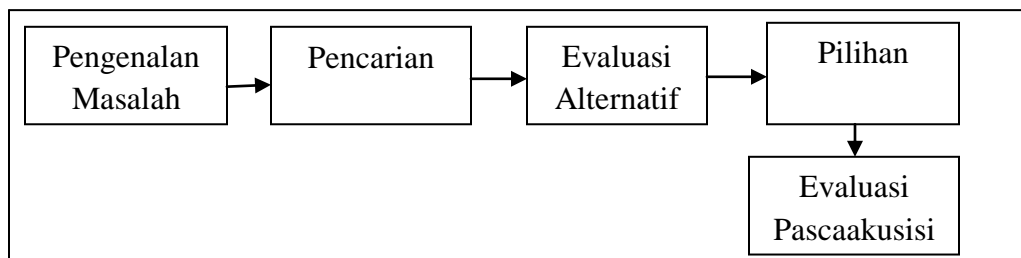 Pengenalan
Masalah
Pencarian
Evaluasi
Alternatif
Pilihan
Evaluasi
Pascaakusisi